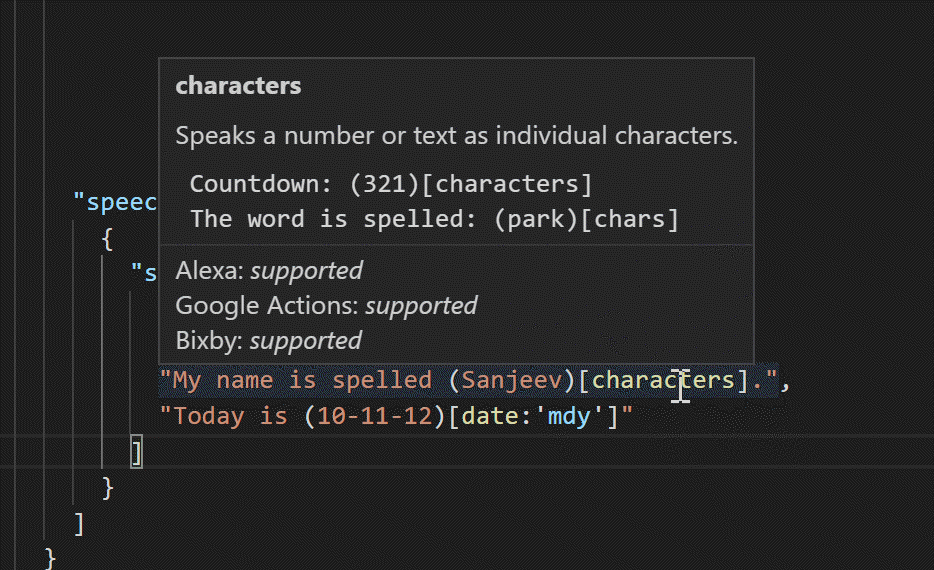 characters
Speaks a number or text as individual characters.
Countdown: (321)[characters]
The word is spelled: (park)[chars]
"speec
{
"s
Alexa: supported
Google Actions: supported
Bixby: supported
"My name is spelled (Sanjeev)[characters].",
"Today is (10-11-12)[date:'mdy']"
]
}
]
}